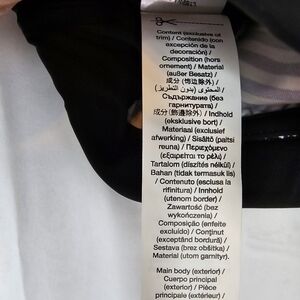 Content (exclusive of
trim) / Contenido (con
excepción de la
decoración) /
Composition (hors
ornement) / Material
(außer Besatz) /
成分 (饰边除外) /
المحتوى (بدون التطريز) /
Съдържание (без
гарнитурата) /
成分 (飾邊除外) / Indhold
(eksklusive bort) /
Materiaal (exclusief
afwerking) / Sisältö (paitsi
reuna) / Περιεχόμενο
(εξαιρείται το ρέλι) /
Tartalom (díszítés nélkül) /
Bahan (tidak termasuk lis)
/ Contenuto (esclusa la
rifinitura) / Innhold
(utenom border) /
Zawartość (bez
wykończenia) /
Composição (enfeite
excluído) / Conţinut
(exceptând bordură) /
Sestava (brez obšitka) /
Material (utom garnityr).
Main body (exterior) /
Cuerpo principal
(exterior) / Pièce
principale (extérieur) /